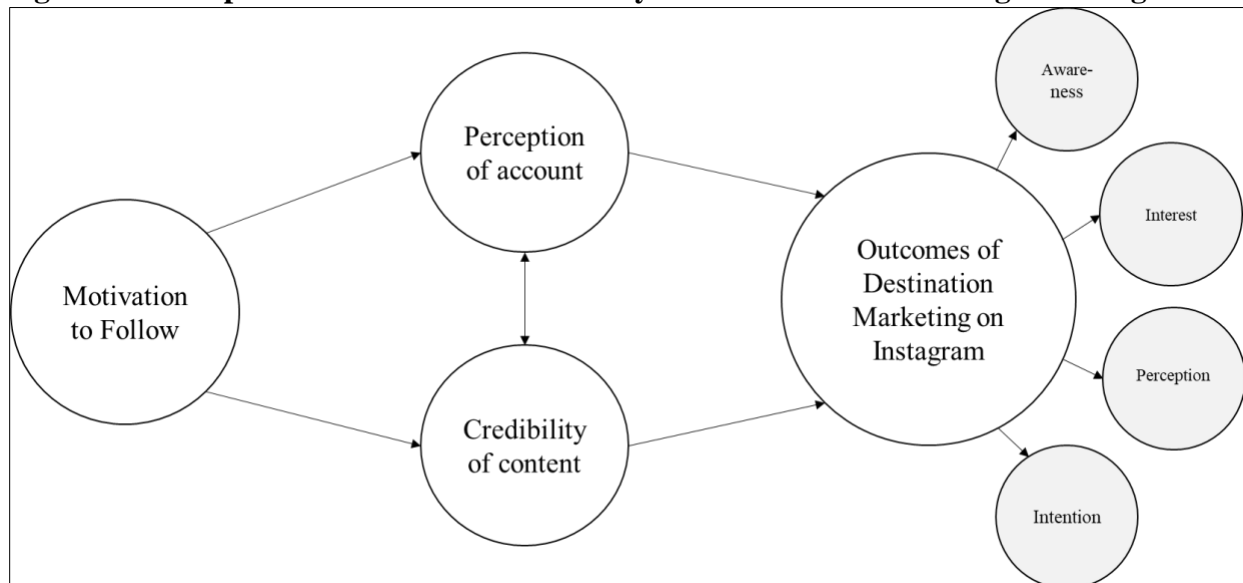 Aware-
ness
Perception
of account
Interest
Motivation
to Follow
Outcomes of
Destination
Marketing on
Instagram
Perception
Credibility
of content
Intention